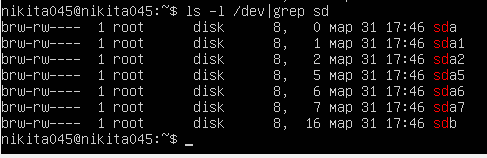 nikita045@nikita045:~$ ls -l /dev|grep sd
brw-rw---- 1 root disk 8, 0 мар 31 17:46 sda
brw-rw---- 1 root disk 8, 1 мар 31 17:46 sda1
brw-rw---- 1 root disk 8, 2 мар 31 17:46 sda2
brw-rw---- 1 root disk 8, 5 мар 31 17:46 sda5
brw-rw---- 1 root disk 8, 6 мар 31 17:46 sda6
brw-rw---- 1 root disk 8, 7 мар 31 17:46 sda7
brw-rw---- 1 root disk 8, 16 мар 31 17:46 sdb
nikita045@nikita045:~$ _